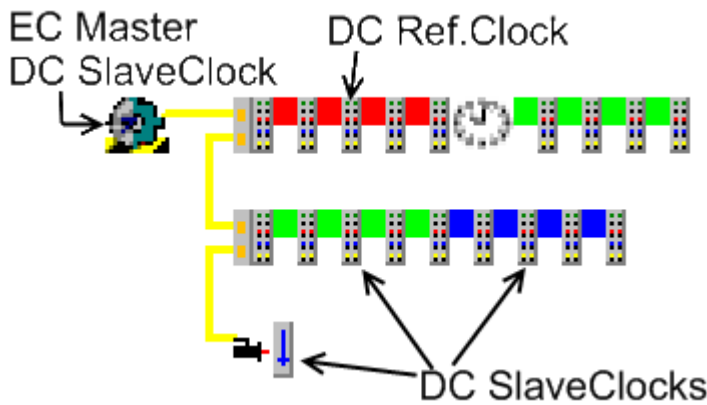 EC Master
DC SlaveClock
DC Ref.Clock
DC SlaveClocks